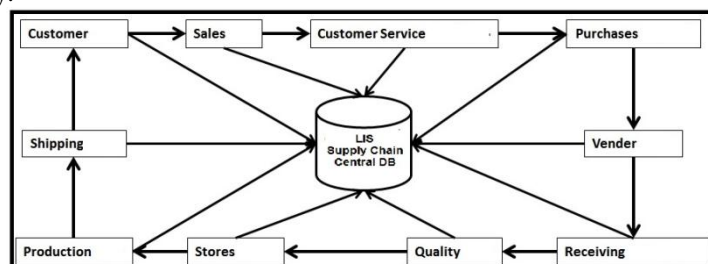 Customer
Sales
Customer Service
Purchases
LIS
Supply Chain
Central DB
Shipping
Vender
Production
Stores
Quality
Receiving